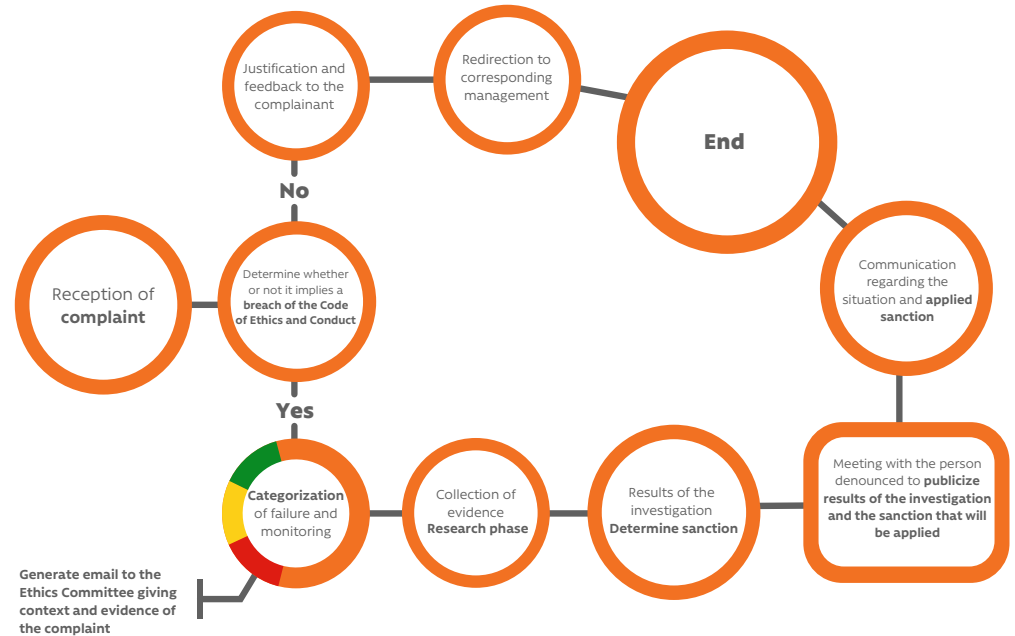 Justification and
feedback to the
complainant
Redirection to
corresponding
management
End
No
Reception of
complaint
Determine whether
or not it implies a
breach of the Code
of Ethics and Conduct
Communication
regarding the
situation and applied
sanction
Yes
Categorization
of failure and
monitoring
Collection of
evidence
Research phase
Results of the
investigation
Determine sanction
Meeting with the person
denounced to publicize
results of the investigation
and the sanction that will
be applied
Generate email to the
Ethics Committee giving
context and evidence of
the complaint